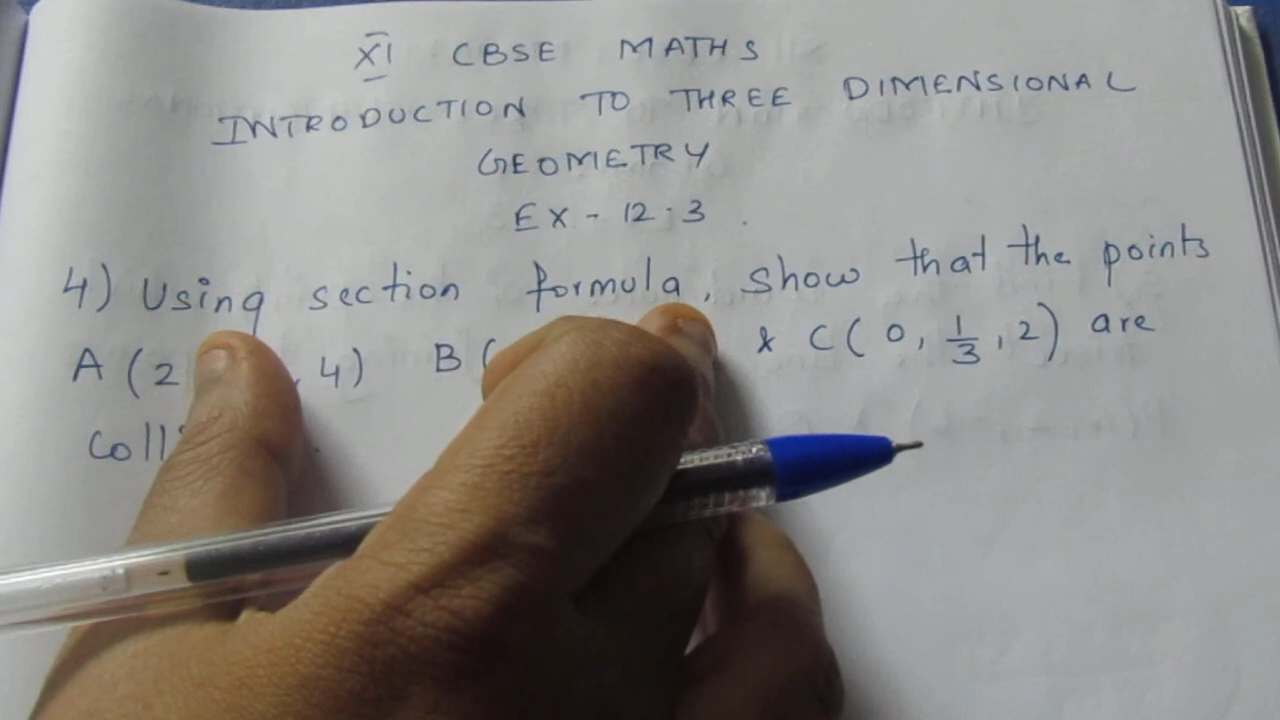 XI CBSE MATHS
INTRODUCTION TO THREE DIMENSIONAL
GEOMETRY
EX - 12.3.
4) Using section formula, show that the points
A (2 , 4) B ( & C( 0, 1/3, 2) are
coll